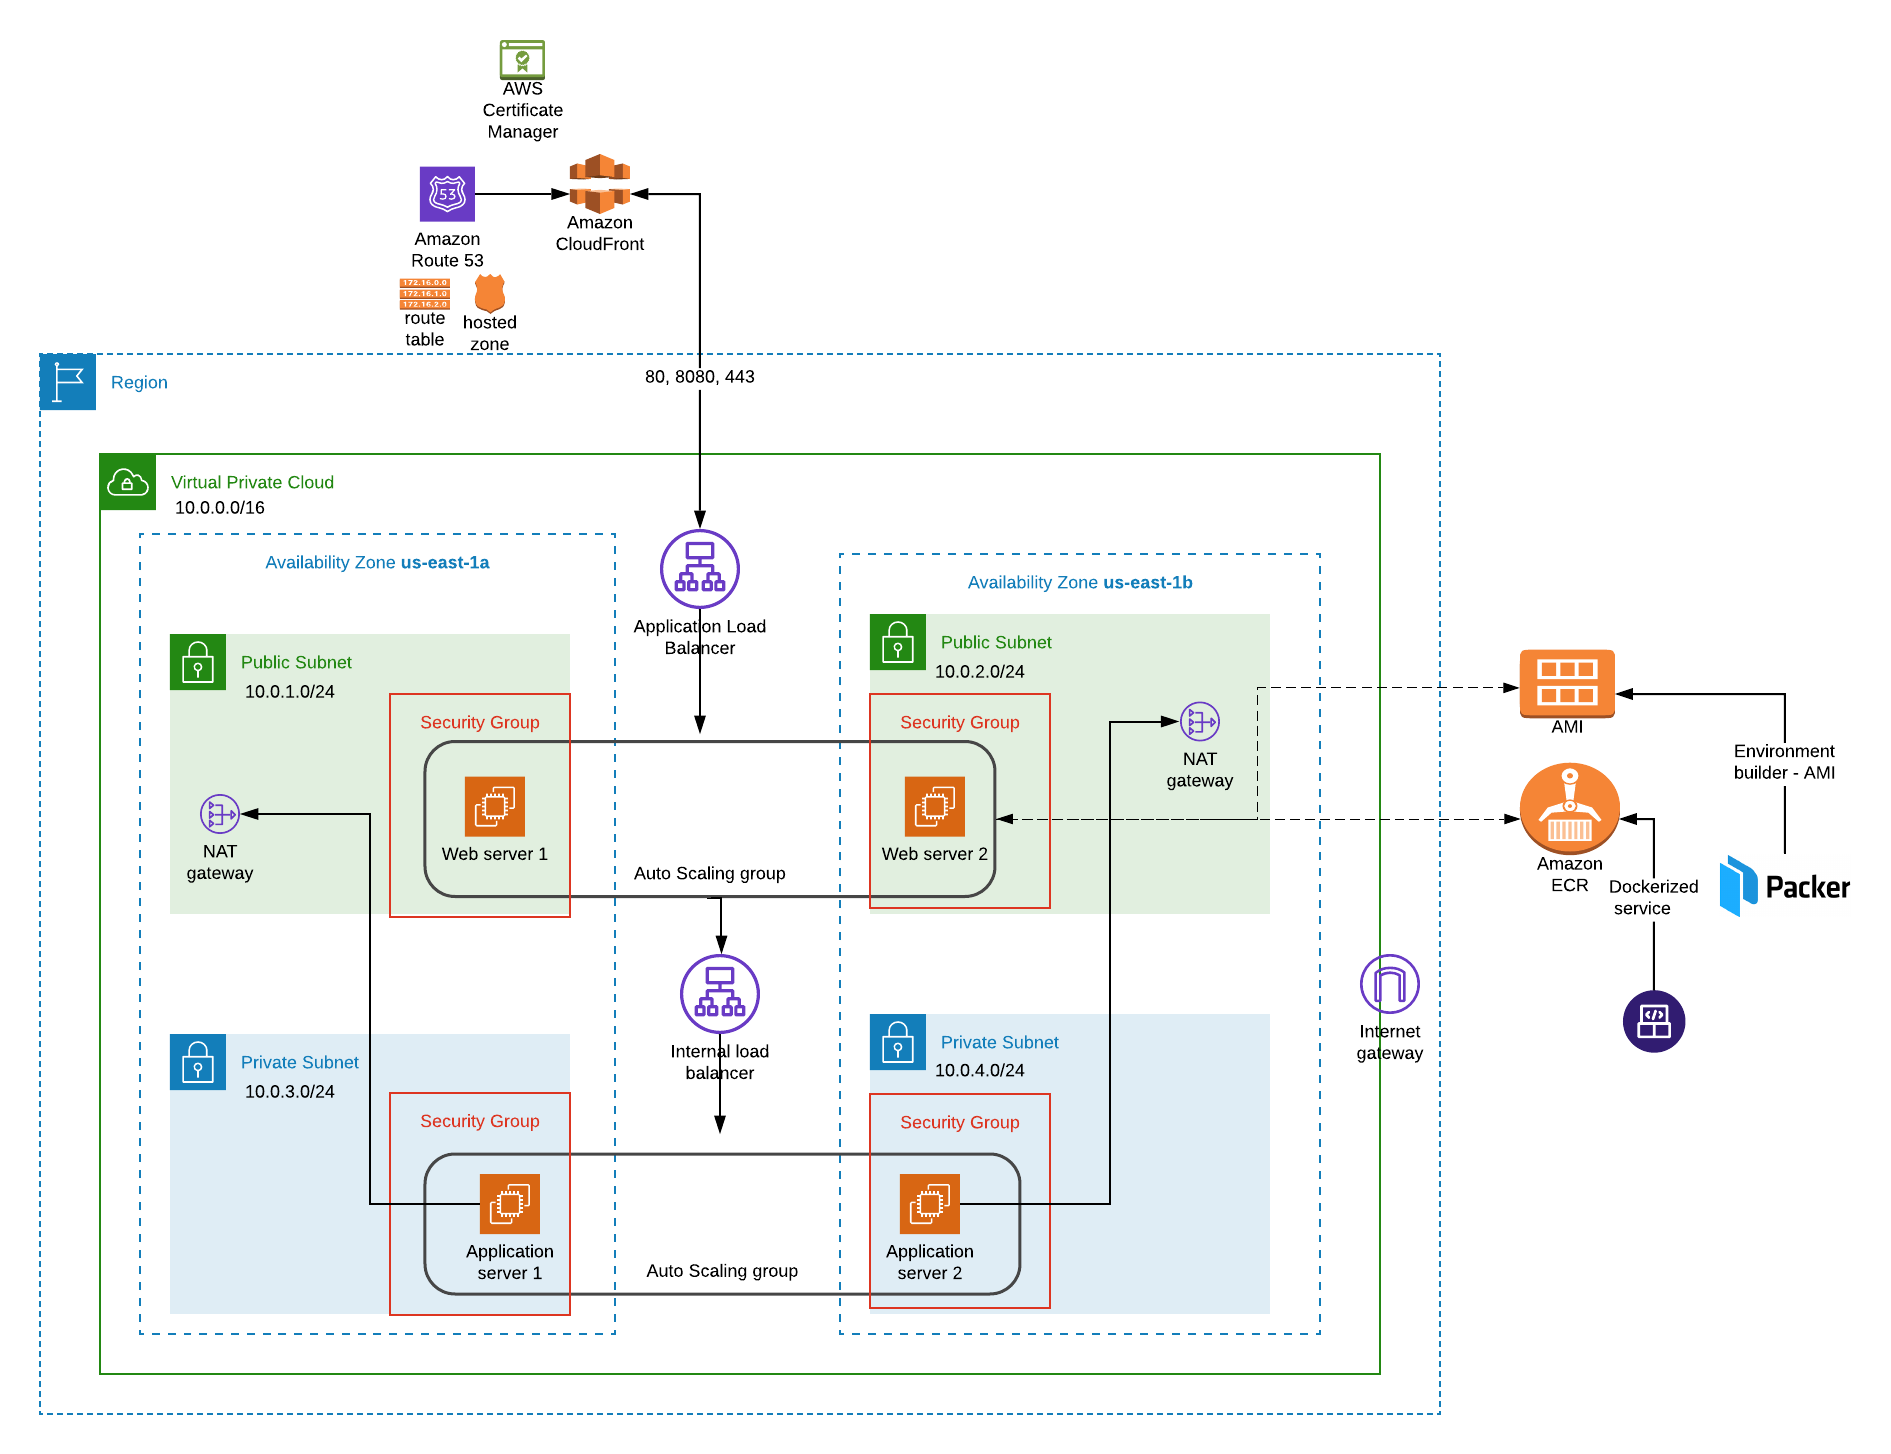 AWS
Certificate
Manager
53
Amazon
Route 53
Amazon
CloudFront
172.16.0.0
172.16.1.0
172.16.2.0
route
table
hosted
zone
Region
80, 8080, 443
Virtual Private Cloud
10.0.0.0/16
Availability Zone us-east-1a
Availability Zone us-east-1b
Application Load
Balancer
Public Subnet
10.0.1.0/24
Public Subnet
10.0.2.0/24
Security Group
Security Group
NAT
gateway
AMI
Environment
builder - AMI
Web server 1
Web server 2
NAT
gateway
Auto Scaling group
Amazon
ECR
Dockerized
service
Packer
Internet
gateway
Internal load
balancer
Private Subnet
10.0.3.0/24
Private Subnet
10.0.4.0/24
Security Group
Security Group
Application
server 1
Application
server 2
Auto Scaling group